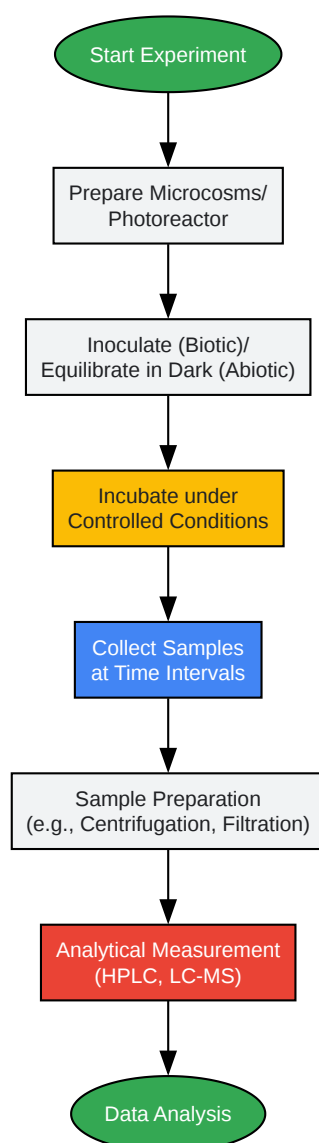 Start Experiment
Prepare Microcosms/
Photoreactor
Inoculate (Biotic)/
Equilibrate in Dark (Abiotic)
Incubate under
Controlled Conditions
Collect Samples
at Time Intervals
Sample Preparation
(e.g., Centrifugation, Filtration)
Analytical Measurement
(HPLC, LC-MS)
Data Analysis